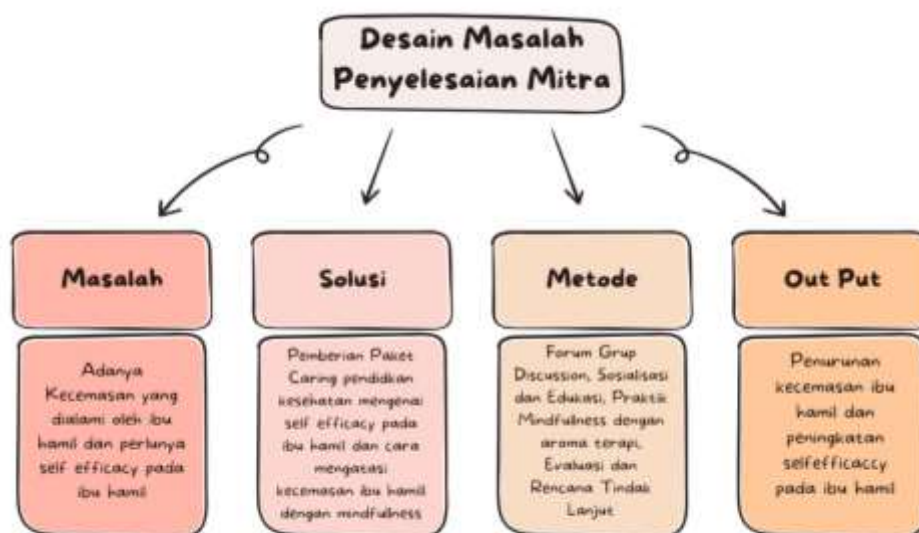 Desain Masalah
Penyelesaian Mitra
Masalah
Adanya
Kecemasan yang
dialami oleh ibu
hamil dan perlunya
self efficacy pada
ibu hamil
Solusi
Pemberian Paket
Caring pendidkan
kesehatan mengenai
self efficacy pada
ibu hamil dan cara
mengatasi
kecemasan ibu hamil
dengan mindfullness
Metode
Forum Grup
Discussion, Sosialisasi
dan Edukasi, Praktik
Mindfullness dengan
aroma terapi,
Evaluasi dan
Rencana Tindak
Lanjut
Out Put
Penurunan
kecemasan ibu
hamil dan
peningkatan
selfefficaccy
pada ibu hamil